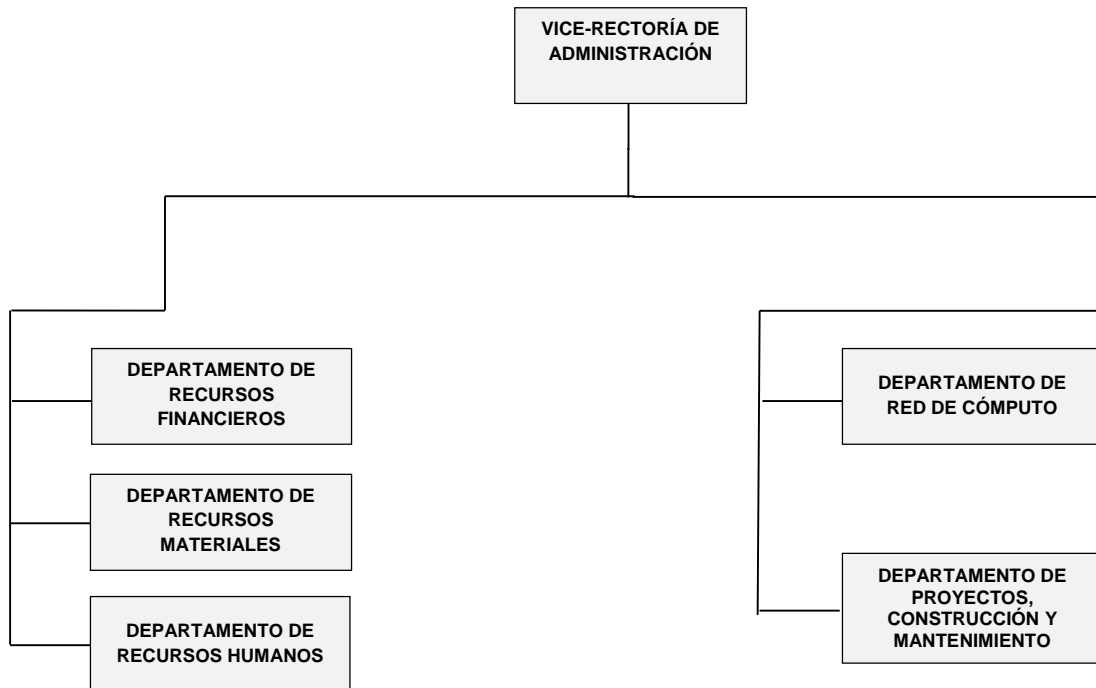 VICE-RECTORÍA DE
ADMINISTRACIÓN
DEPARTAMENTO DE
RECURSOS
FINANCIEROS
DEPARTAMENTO DE
RECURSOS
MATERIALES
DEPARTAMENTO DE
RECURSOS HUMANOS
DEPARTAMENTO DE
RED DE CÓMPUTO
DEPARTAMENTO DE
PROYECTOS,
CONSTRUCCIÓN Y
MANTENIMIENTO